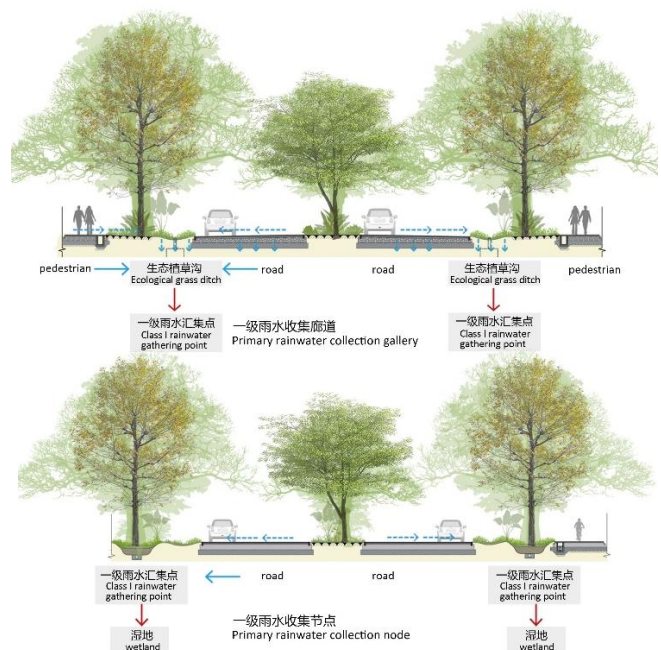 pedestrian
生态植草沟
Ecological grass ditch
road
road
生态植草沟
Ecological grass ditch
pedestrian
一级雨水汇集点
Class I rainwater
gathering point
一级雨水收集廊道
Primary rainwater collection gallery
一级雨水汇集点
Class I rainwater
gathering point
一级雨水汇集点
Class I rainwater
gathering point
road
road
一级雨水汇集点
Class I rainwater
gathering point
湿地
wetland
一级雨水收集节点
Primary rainwater collection node
湿地
wetland